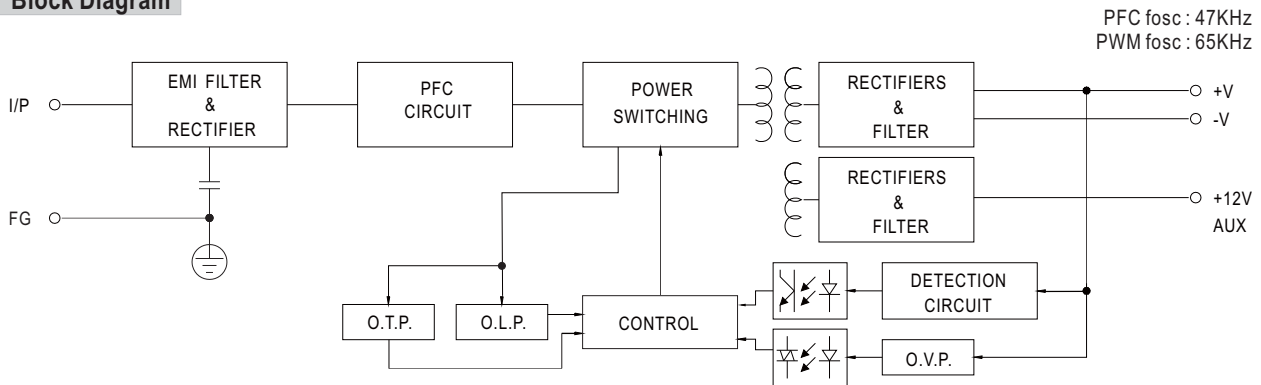 Block Diagram
PFC fosc : 47KHz
PWM fosc : 65KHz
I/P
EMI FILTER
&
RECTIFIER
PFC
CIRCUIT
POWER
SWITCHING
RECTIFIERS
&
FILTER
+V
-V
RECTIFIERS
&
FILTER
+12V
AUX
FG
DETECTION
CIRCUIT
O.T.P.
O.L.P.
CONTROL
O.V.P.